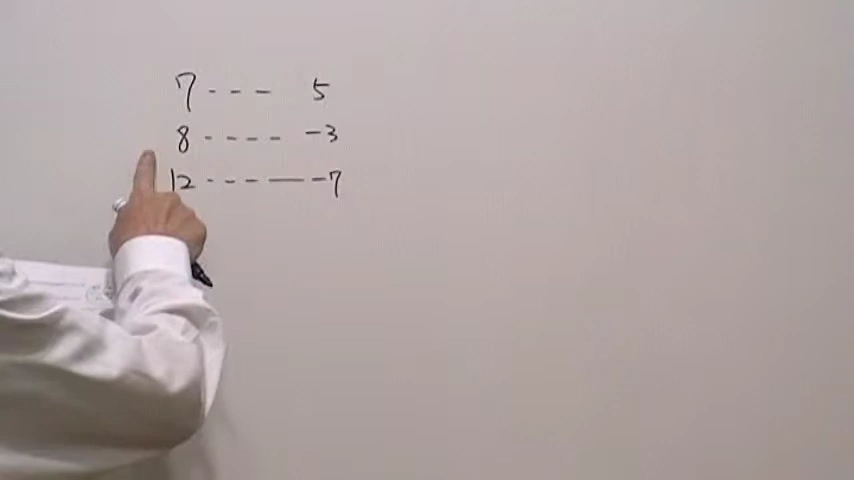 7 - - - 5
8 - - - - -3
12 - - - — -7